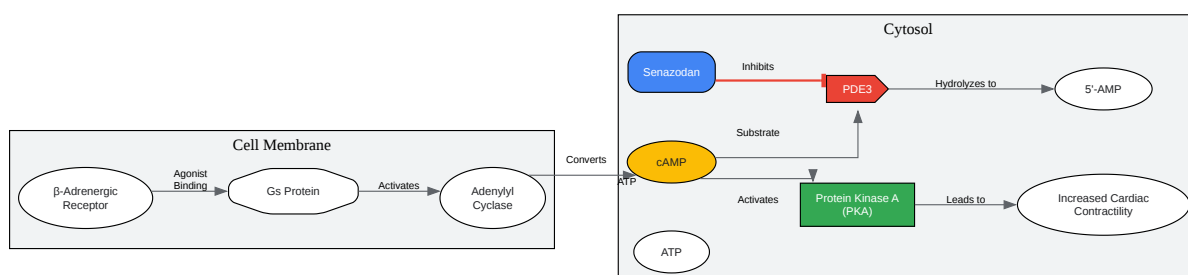 Cytosol
Senazodan
Inhibits
PDE3
Hydrolyzes to
5'-AMP
Cell Membrane
β-Adrenergic
Receptor
Agonist
Binding
Gs Protein
Activates
Adenylyl
Cyclase
Converts
ATP
cAMP
Substrate
Activates
Protein Kinase A
(PKA)
Leads to
Increased Cardiac
Contractility
ATP